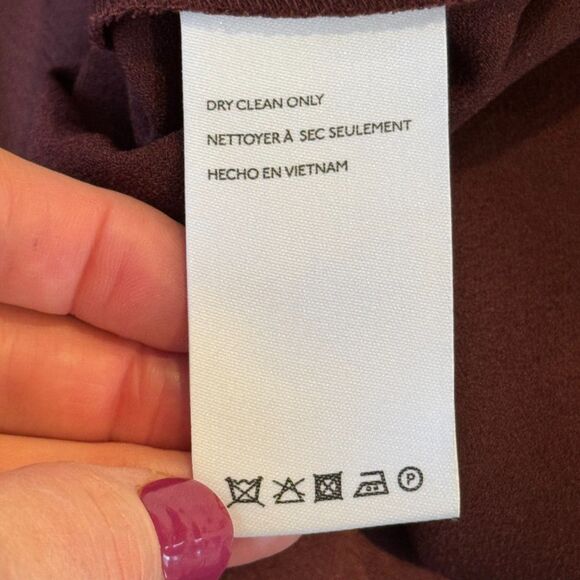 DRY CLEAN ONLY
NETTOYER À SEC SEULEMENT
HECHO EN VIETNAM
P